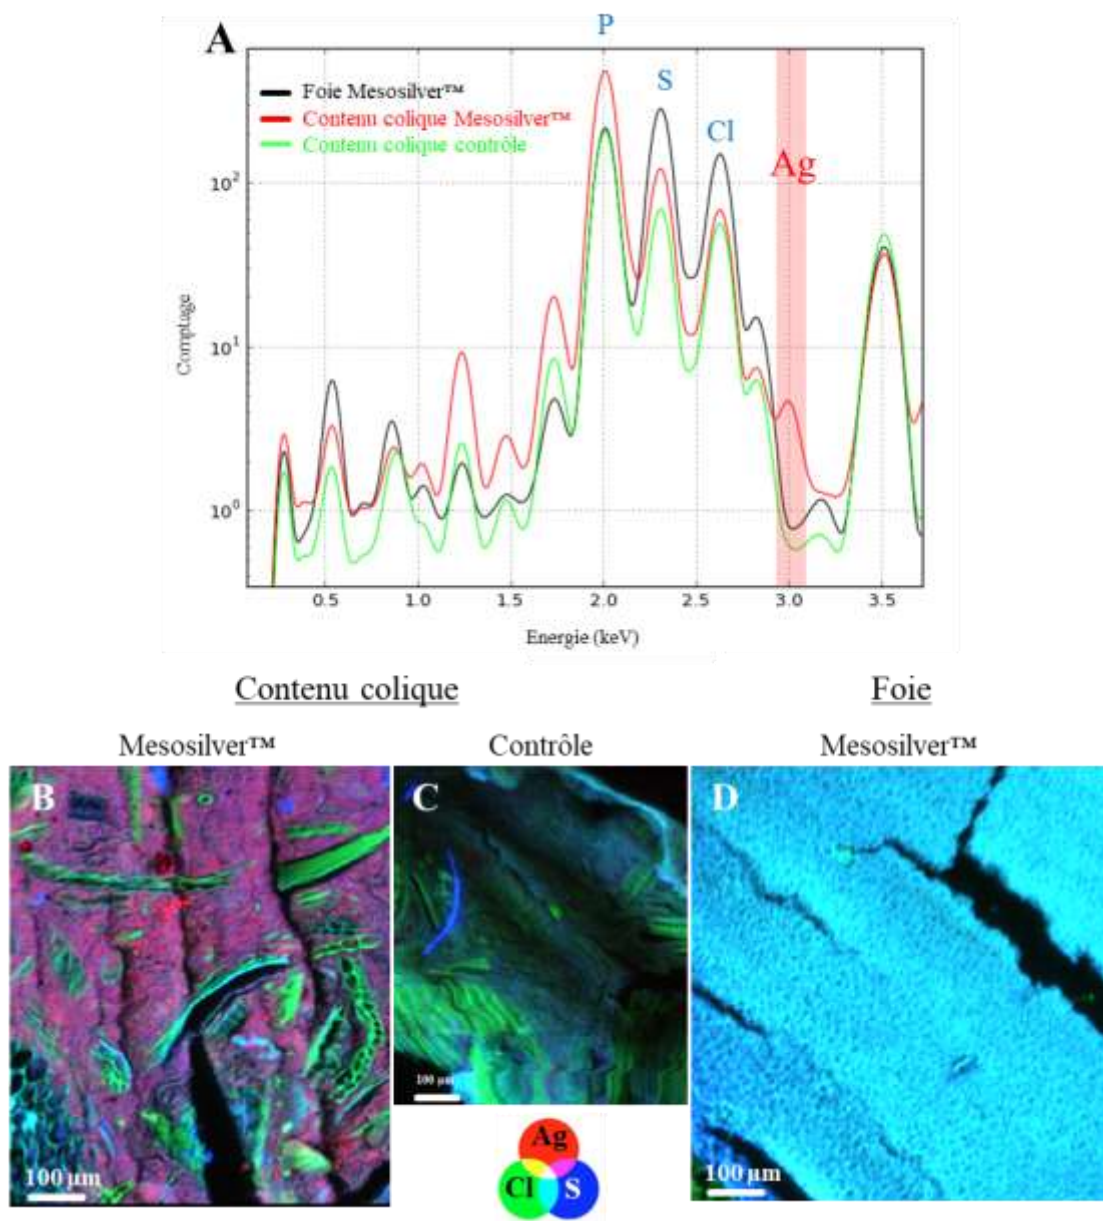 A
P
S
Cl
Ag
Foie Mesosilver™
Contenu colique Mesosilver™
Contenu colique contrôle
Comptage
10²
10¹
10⁰
0.5 1.0 1.5 2.0 2.5 3.0 3.5
Energie (keV)
Contenu colique Foie
Mesosilver™ Contrôle Mesosilver™
B C D
100 µm
100 µm
100 µm
Ag
Cl S